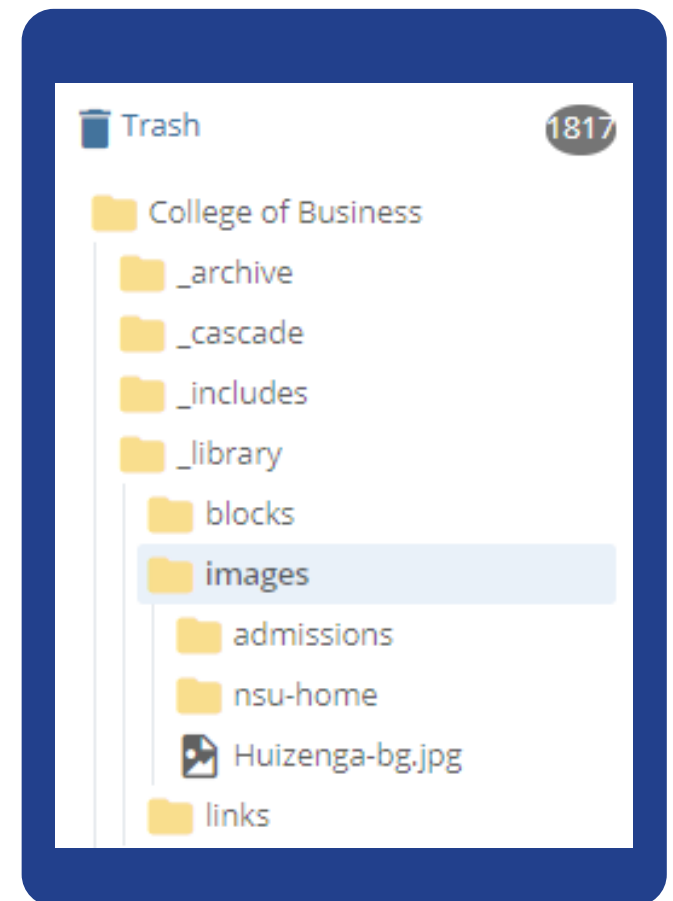 Trash 1817
College of Business
_archive
_cascade
_includes
_library
blocks
images
admissions
nsu-home
Huizenga-bg.jpg
links